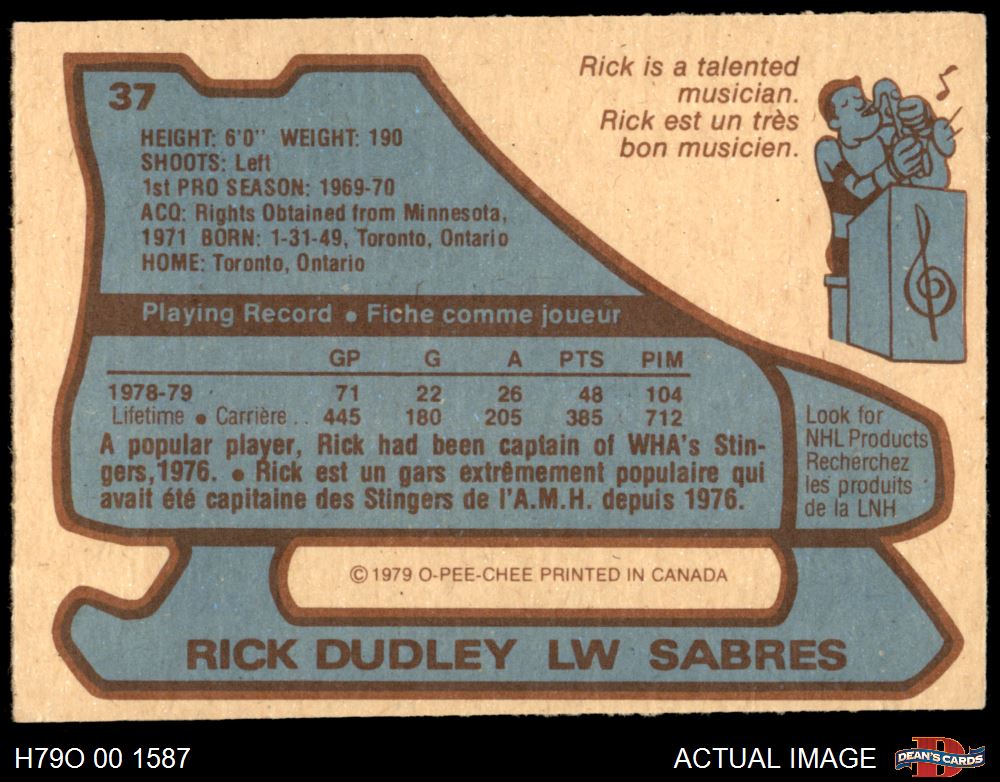 37
HEIGHT: 6'0" WEIGHT: 190
SHOOTS: Left
1st PRO SEASON: 1969-70
ACQ: Rights Obtained from Minnesota,
1971 BORN: 1-31-49, Toronto, Ontario
HOME: Toronto, Ontario
Rick is a talented
musician.
Rick est un très
bon musicien.
Playing Record • Fiche comme joueur
GP G A PTS PIM
1978-79 71 22 26 48 104
Lifetime • Carrière . . 445 180 205 385 712
A popular player, Rick had been captain of WHA's Stin-
gers, 1976. • Rick est un gars extrêmement populaire qui
avait été capitaine des Stingers de l'A.M.H. depuis 1976.
Look for
NHL Products
Recherchez
les produits
de la LNH
© 1979 O-PEE-CHEE PRINTED IN CANADA
RICK DUDLEY LW SABRES
H79O 00 1587
ACTUAL IMAGE
D
DEAN'S CARDS